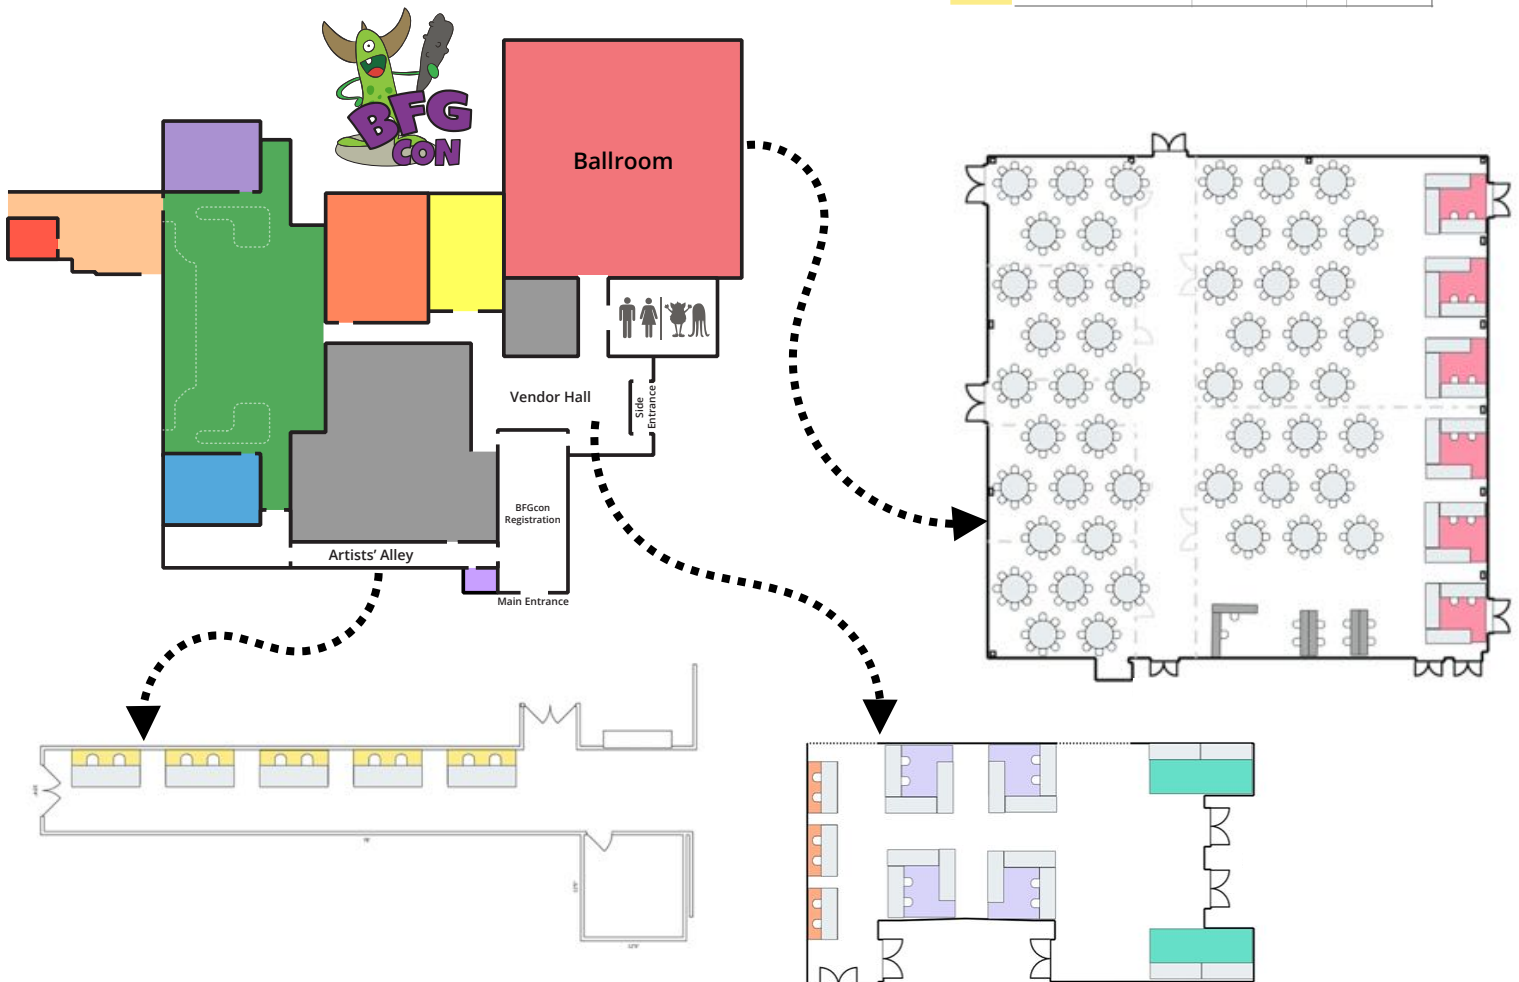 BFG
CON
Ballroom
Vendor Hall
Side
Entrance
BFGcon
Registration
Artists' Alley
Main Entrance